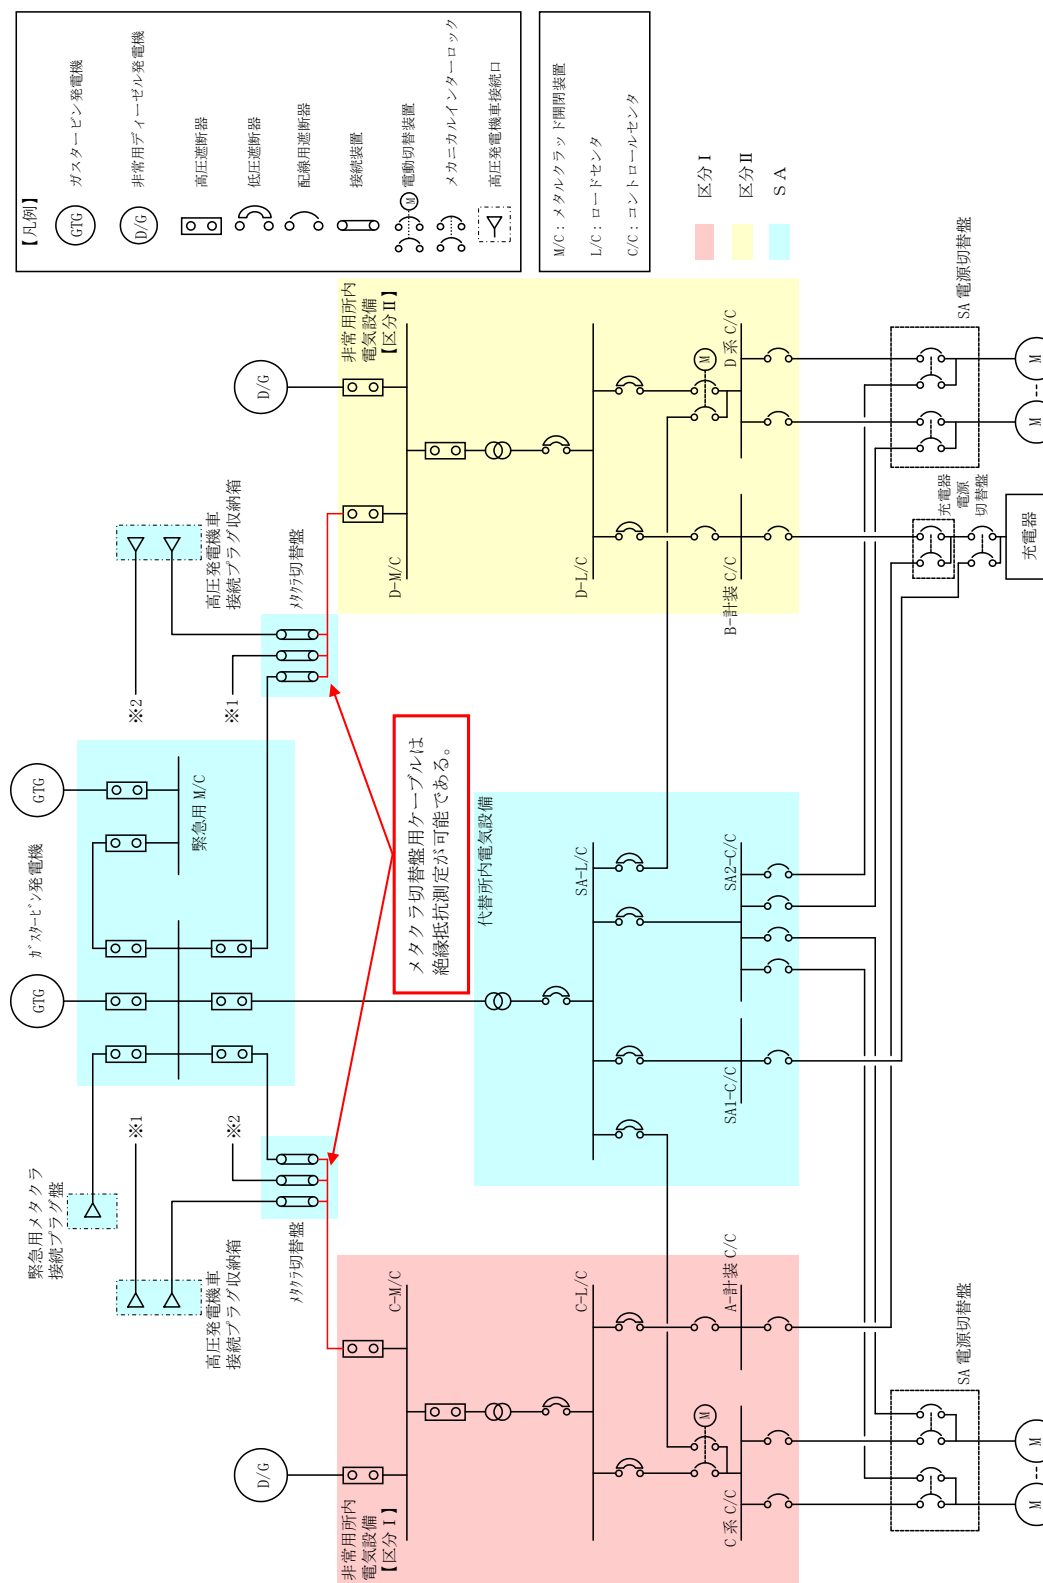 【凡例】
GTG
ガスタービン発電機
D/G
非常用ディーゼル発電機
高圧遮断器
低圧遮断器
配線用遮断器
接続装置
M
電動切替装置
メカニカルインターロック
高圧発電機車接続口
M/C：メタルクラッド開閉装置
L/C：ロードセンタ
C/C：コントロールセンタ
区分Ⅰ
区分Ⅱ
ＳＡ
緊急用メタクラ
接続プラグ盤
GTG
ｶﾞｽﾀｰﾋﾞﾝ発電機
GTG
緊急用 M/C
※1
※2
※2
※1
高圧発電機車
接続プラグ収納箱
高圧発電機車
接続プラグ収納箱
ﾒﾀｸﾗ切替盤
ﾒﾀｸﾗ切替盤
D/G
D/G
非常用所内
電気設備
【区分Ⅰ】
C-M/C
C-L/C
C 系 C/C
M
A-計装 C/C
メタクラ切替盤用ケーブルは
絶縁抵抗測定が可能である。
代替所内電気設備
SA-L/C
SA1-C/C
SA2-C/C
非常用所内
電気設備
【区分Ⅱ】
D-M/C
D-L/C
B-計装 C/C
M
D 系 C/C
SA 電源切替盤
M
M
充電器
電源
切替盤
充電器
SA 電源切替盤
M
M